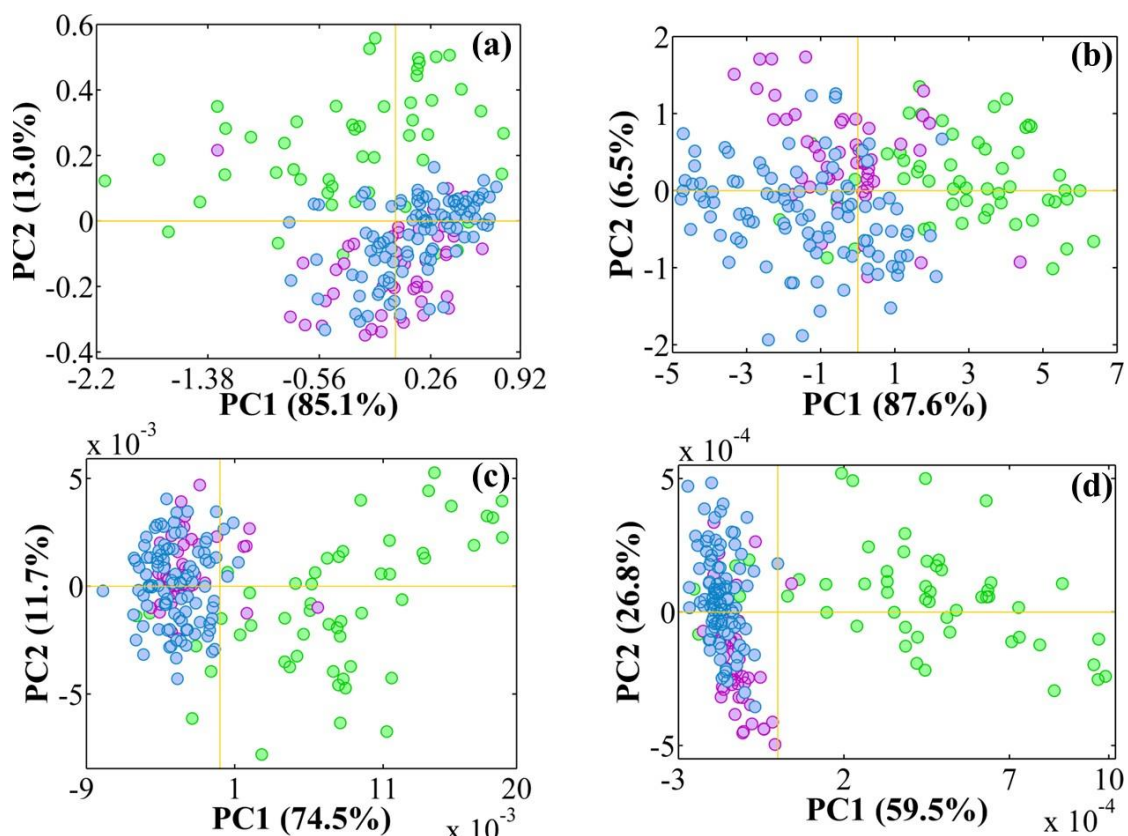 (a)
0.6
0.4
0.2
0
-0.2
-0.4
PC2 (13.0%)
-2.2 -1.38 -0.56 0.26 0.92
PC1 (85.1%)
(b)
2
1
0
-1
-2
PC2 (6.5%)
-5 -3 -1 1 3 5 7
PC1 (87.6%)
x 10⁻³
(c)
5
0
-5
PC2 (11.7%)
-9 1 11 20
PC1 (74.5%)
x 10⁻³
x 10⁻⁴
(d)
5
0
-5
PC2 (26.8%)
-3 2 7 10
PC1 (59.5%)
x 10⁻⁴